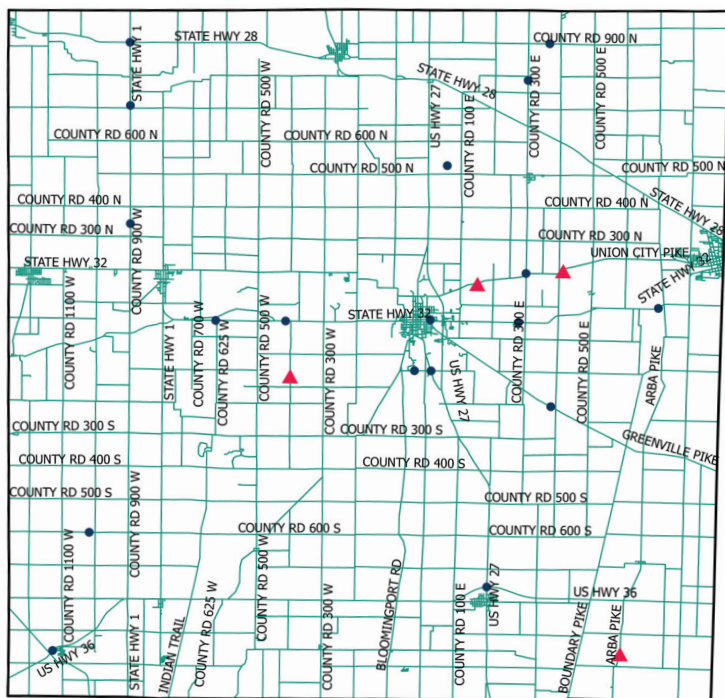 STATE HWY 1
STATE HWY 28
COUNTY RD 900 N
COUNTY RD 500 W
STATE HWY 28
US HWY 27
COUNTY RD 100 E
COUNTY RD 300 E
COUNTY RD 500 E
COUNTY RD 600 N
COUNTY RD 600 N
COUNTY RD 500 N
COUNTY RD 500 N
COUNTY RD 400 N
COUNTY RD 400 N
STATE HWY 28
COUNTY RD 300 N
COUNTY RD 900 W
COUNTY RD 300 N
UNION CITY PIKE
STATE HWY 32
STATE HWY 32
COUNTY RD 1100 W
STATE HWY 1
COUNTY RD 700 W
COUNTY RD 625 W
COUNTY RD 500 W
COUNTY RD 300 W
STATE HWY 32
COUNTY RD 300 E
COUNTY RD 500 E
US HWY 27
ARBA PIKE
COUNTY RD 300 S
COUNTY RD 300 S
GREENVILLE PIKE
COUNTY RD 400 S
COUNTY RD 400 S
COUNTY RD 500 S
COUNTY RD 900 W
COUNTY RD 500 S
COUNTY RD 600 S
COUNTY RD 600 S
COUNTY RD 1100 W
COUNTY RD 500 W
BLOOMINGPORT RD
US HWY 27
US HWY 36
COUNTY RD 625 W
COUNTY RD 300 W
COUNTY RD 100 E
BOUNDARY PIKE
ARBA PIKE
US HWY 36
STATE HWY 1
INDIAN TRAIL